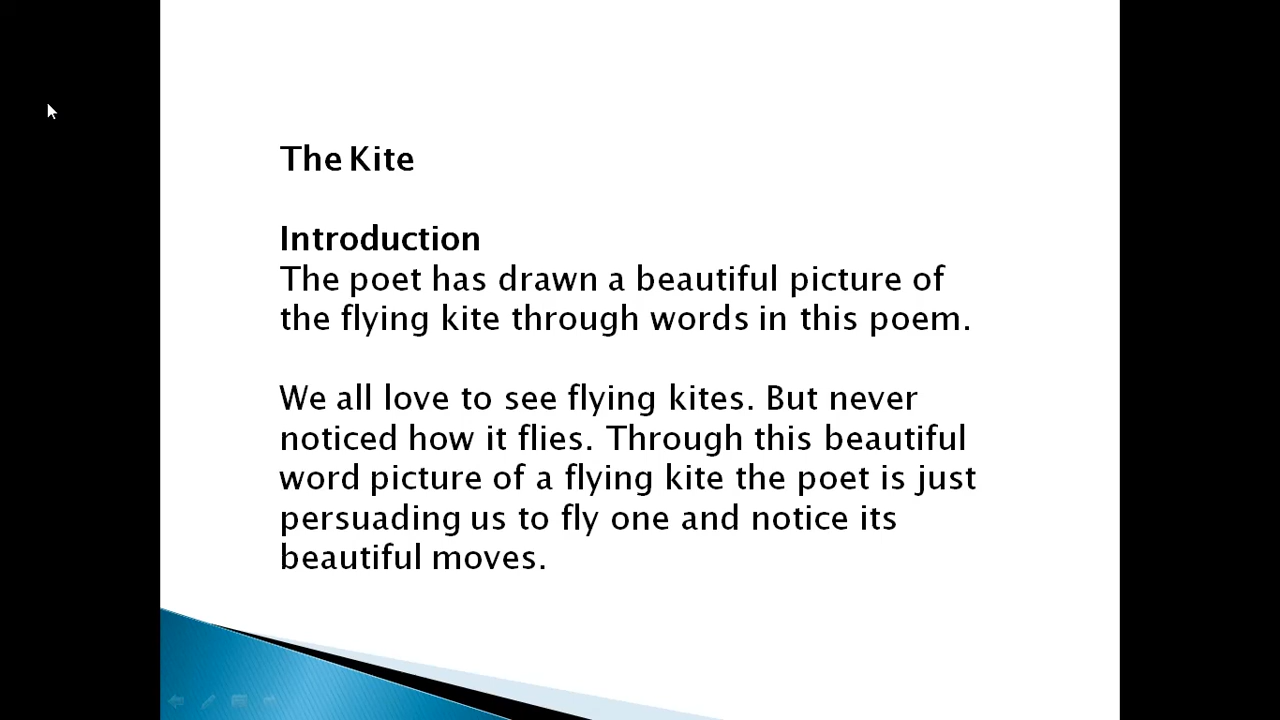 The Kite
Introduction
The poet has drawn a beautiful picture of
the flying kite through words in this poem.
We all love to see flying kites. But never
noticed how it flies. Through this beautiful
word picture of a flying kite the poet is just
persuading us to fly one and notice its
beautiful moves.